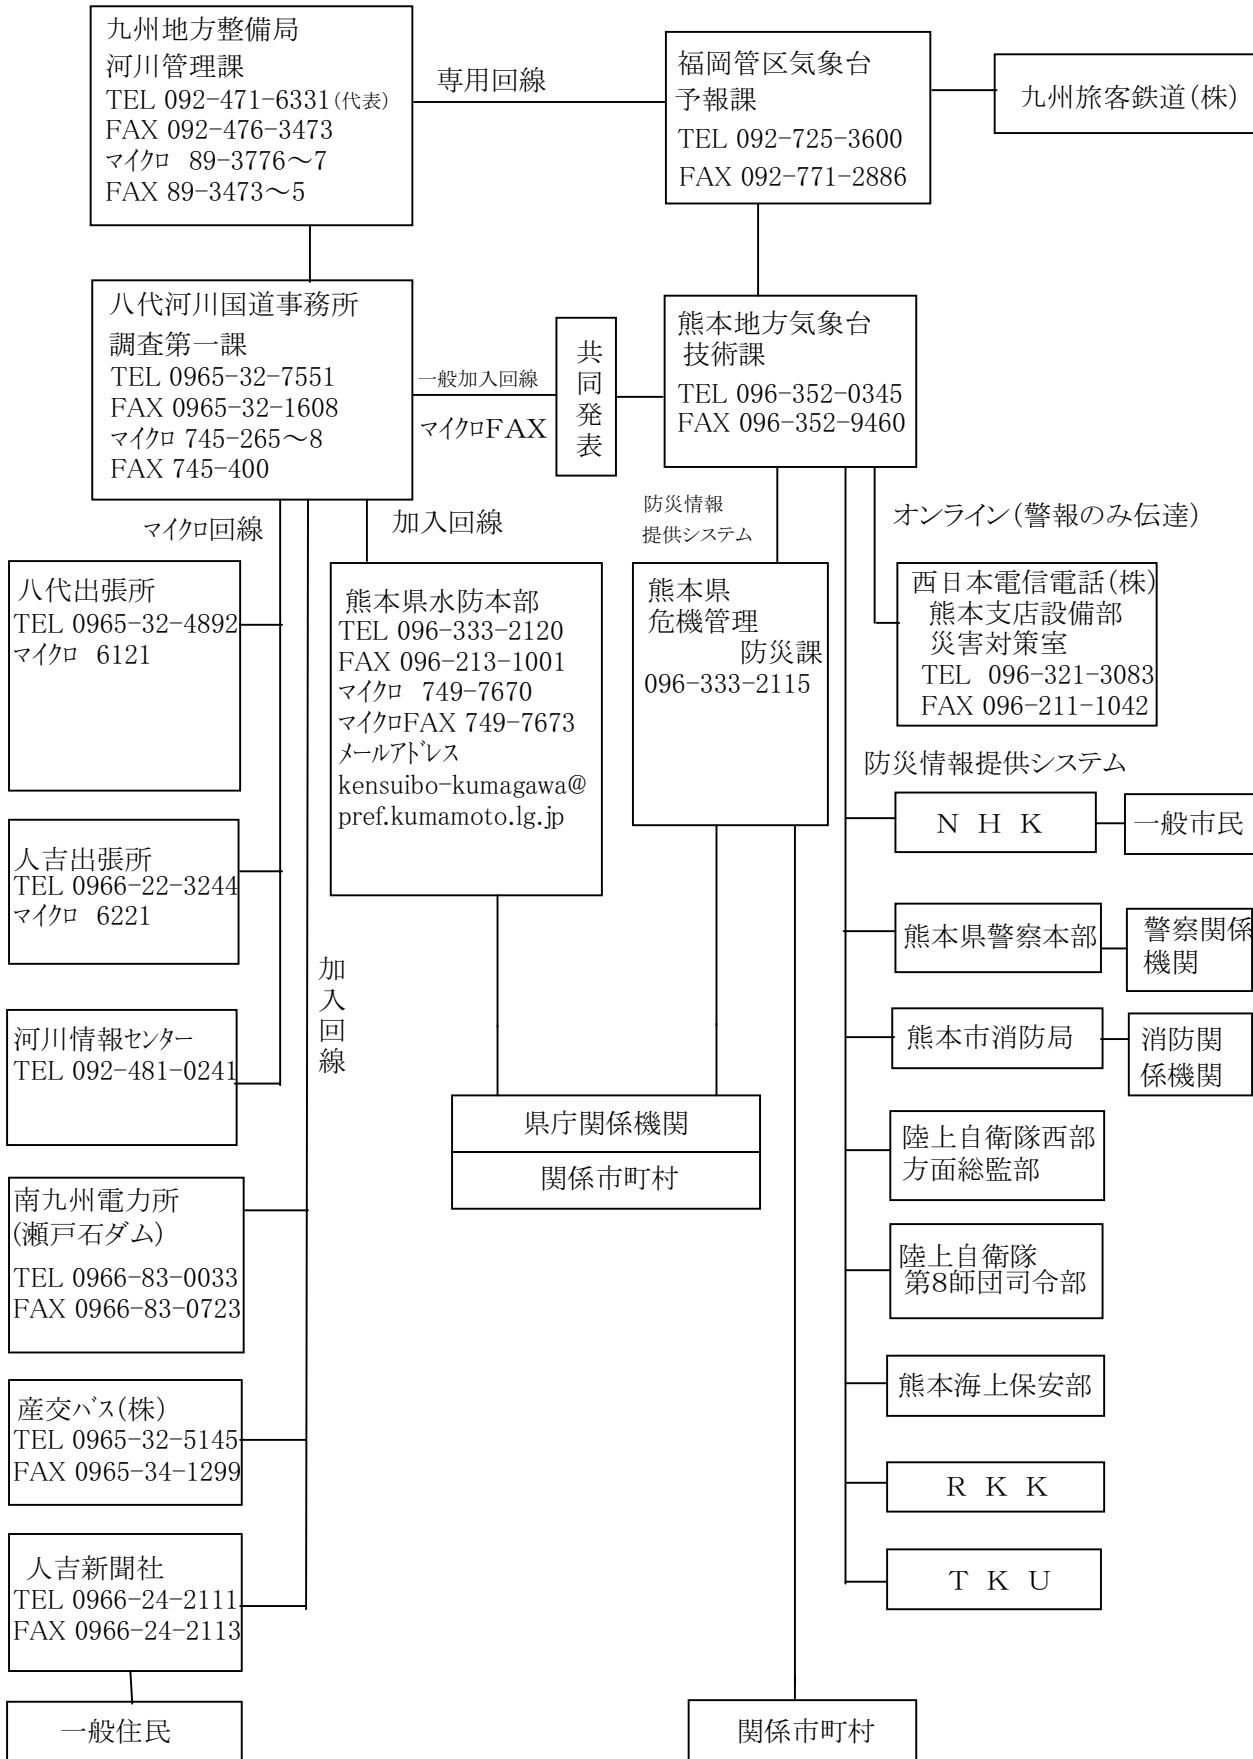 九州地方整備局
河川管理課
TEL 092-471-6331(代表)
FAX 092-476-3473
マイクロ 89-3776～7
FAX 89-3473～5
専用回線
福岡管区気象台
予報課
TEL 092-725-3600
FAX 092-771-2886
九州旅客鉄道(株)
八代河川国道事務所
調査第一課
TEL 0965-32-7551
FAX 0965-32-1608
マイクロ 745-265～8
FAX 745-400
一般加入回線
マイクロFAX
共同発表
熊本地方気象台
技術課
TEL 096-352-0345
FAX 096-352-9460
マイクロ回線
加入回線
防災情報
提供システム
オンライン(警報のみ伝達)
八代出張所
TEL 0965-32-4892
マイクロ 6121
熊本県水防本部
TEL 096-333-2120
FAX 096-213-1001
マイクロ 749-7670
マイクロFAX 749-7673
メールアドレス
kensuibo-kumagawa@
pref.kumamoto.lg.jp
熊本県
危機管理
防災課
096-333-2115
西日本電信電話(株)
熊本支店設備部
災害対策室
TEL 096-321-3083
FAX 096-211-1042
防災情報提供システム
NHK
一般市民
人吉出張所
TEL 0966-22-3244
マイクロ 6221
熊本県警察本部
警察関係
機関
加入回線
河川情報センター
TEL 092-481-0241
熊本市消防局
消防関
係機関
県庁関係機関
関係市町村
陸上自衛隊西部
方面総監部
南九州電力所
(瀬戸石ダム)
TEL 0966-83-0033
FAX 0966-83-0723
陸上自衛隊
第8師団司令部
産交バス(株)
TEL 0965-32-5145
FAX 0965-34-1299
熊本海上保安部
RKK
人吉新聞社
TEL 0966-24-2111
FAX 0966-24-2113
TKU
一般住民
関係市町村